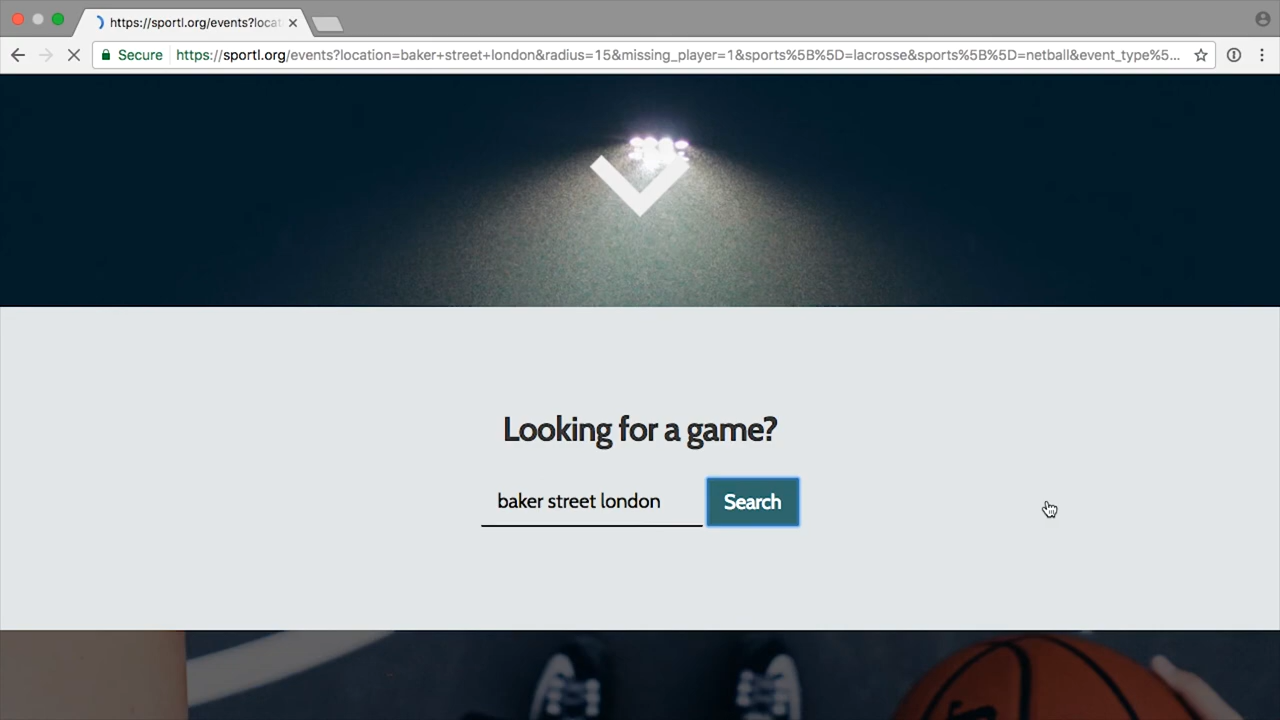 https://sportl.org/events?locat
Secure
https://sportl.org/events?location=baker+street+london&radius=15&missing_player=1&sports%5B%5D=lacrosse&sports%5B%5D=netball&event_type%5...
Looking for a game?
baker street london
Search